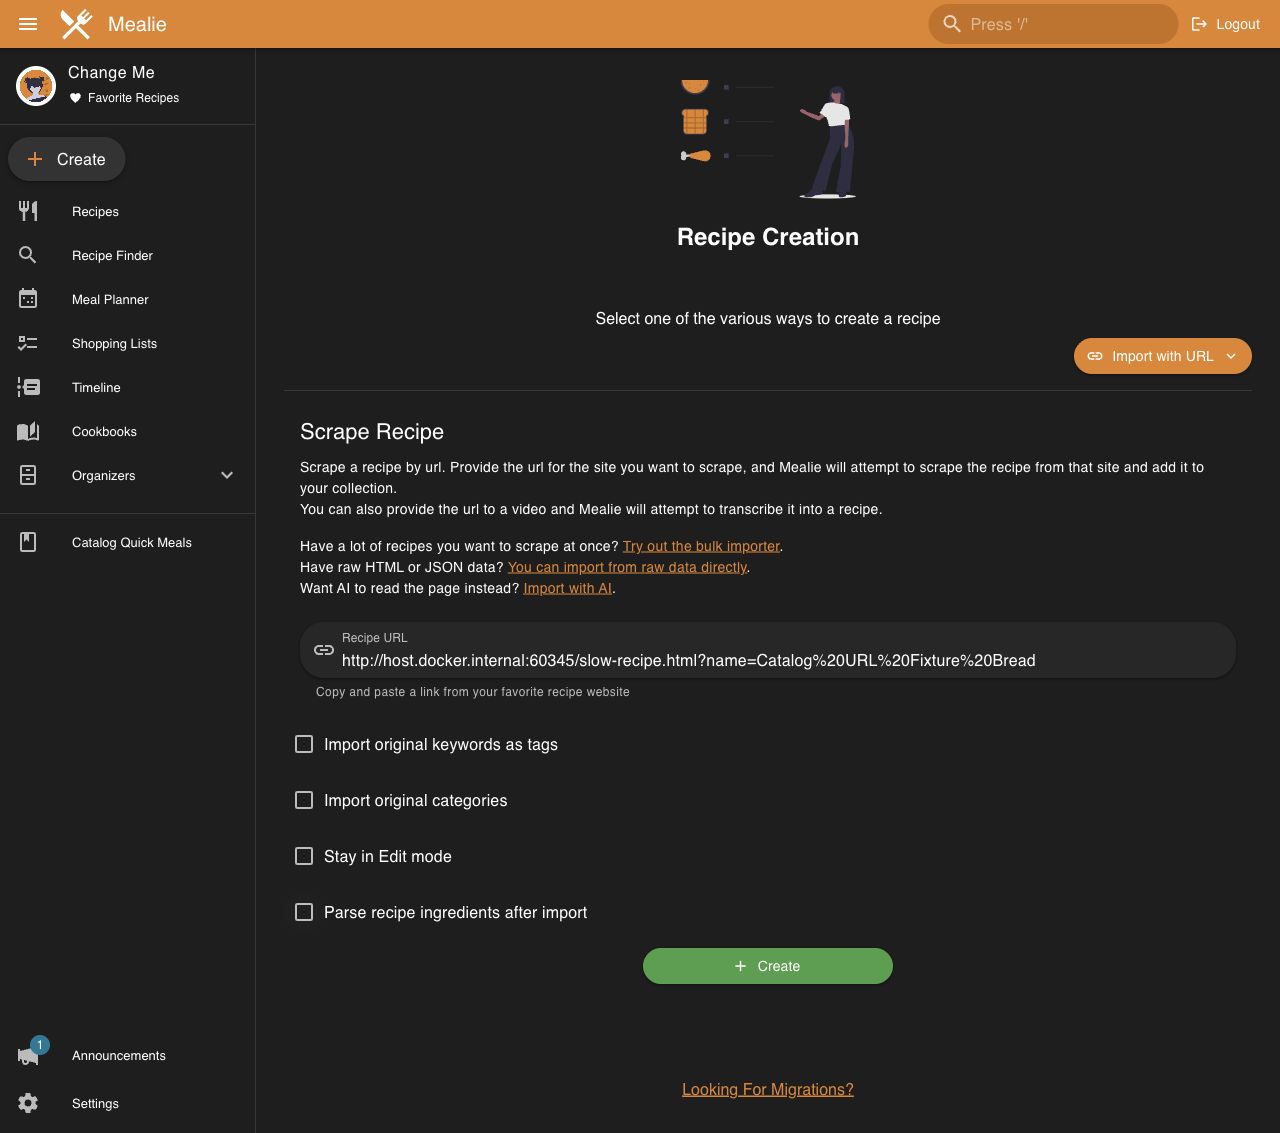 Mealie
Press '/'
Logout
Change Me
Favorite Recipes
Create
Recipes
Recipe Finder
Meal Planner
Shopping Lists
Timeline
Cookbooks
Organizers
Catalog Quick Meals
1
Announcements
Settings
Recipe Creation
Select one of the various ways to create a recipe
Import with URL
Scrape Recipe
Scrape a recipe by url. Provide the url for the site you want to scrape, and Mealie will attempt to scrape the recipe from that site and add it to
your collection.
You can also provide the url to a video and Mealie will attempt to transcribe it into a recipe.
Have a lot of recipes you want to scrape at once? Try out the bulk importer.
Have raw HTML or JSON data? You can import from raw data directly.
Want AI to read the page instead? Import with AI.
Recipe URL
http://host.docker.internal:60345/slow-recipe.html?name=Catalog%20URL%20Fixture%20Bread
Copy and paste a link from your favorite recipe website
Import original keywords as tags
Import original categories
Stay in Edit mode
Parse recipe ingredients after import
Create
Looking For Migrations?